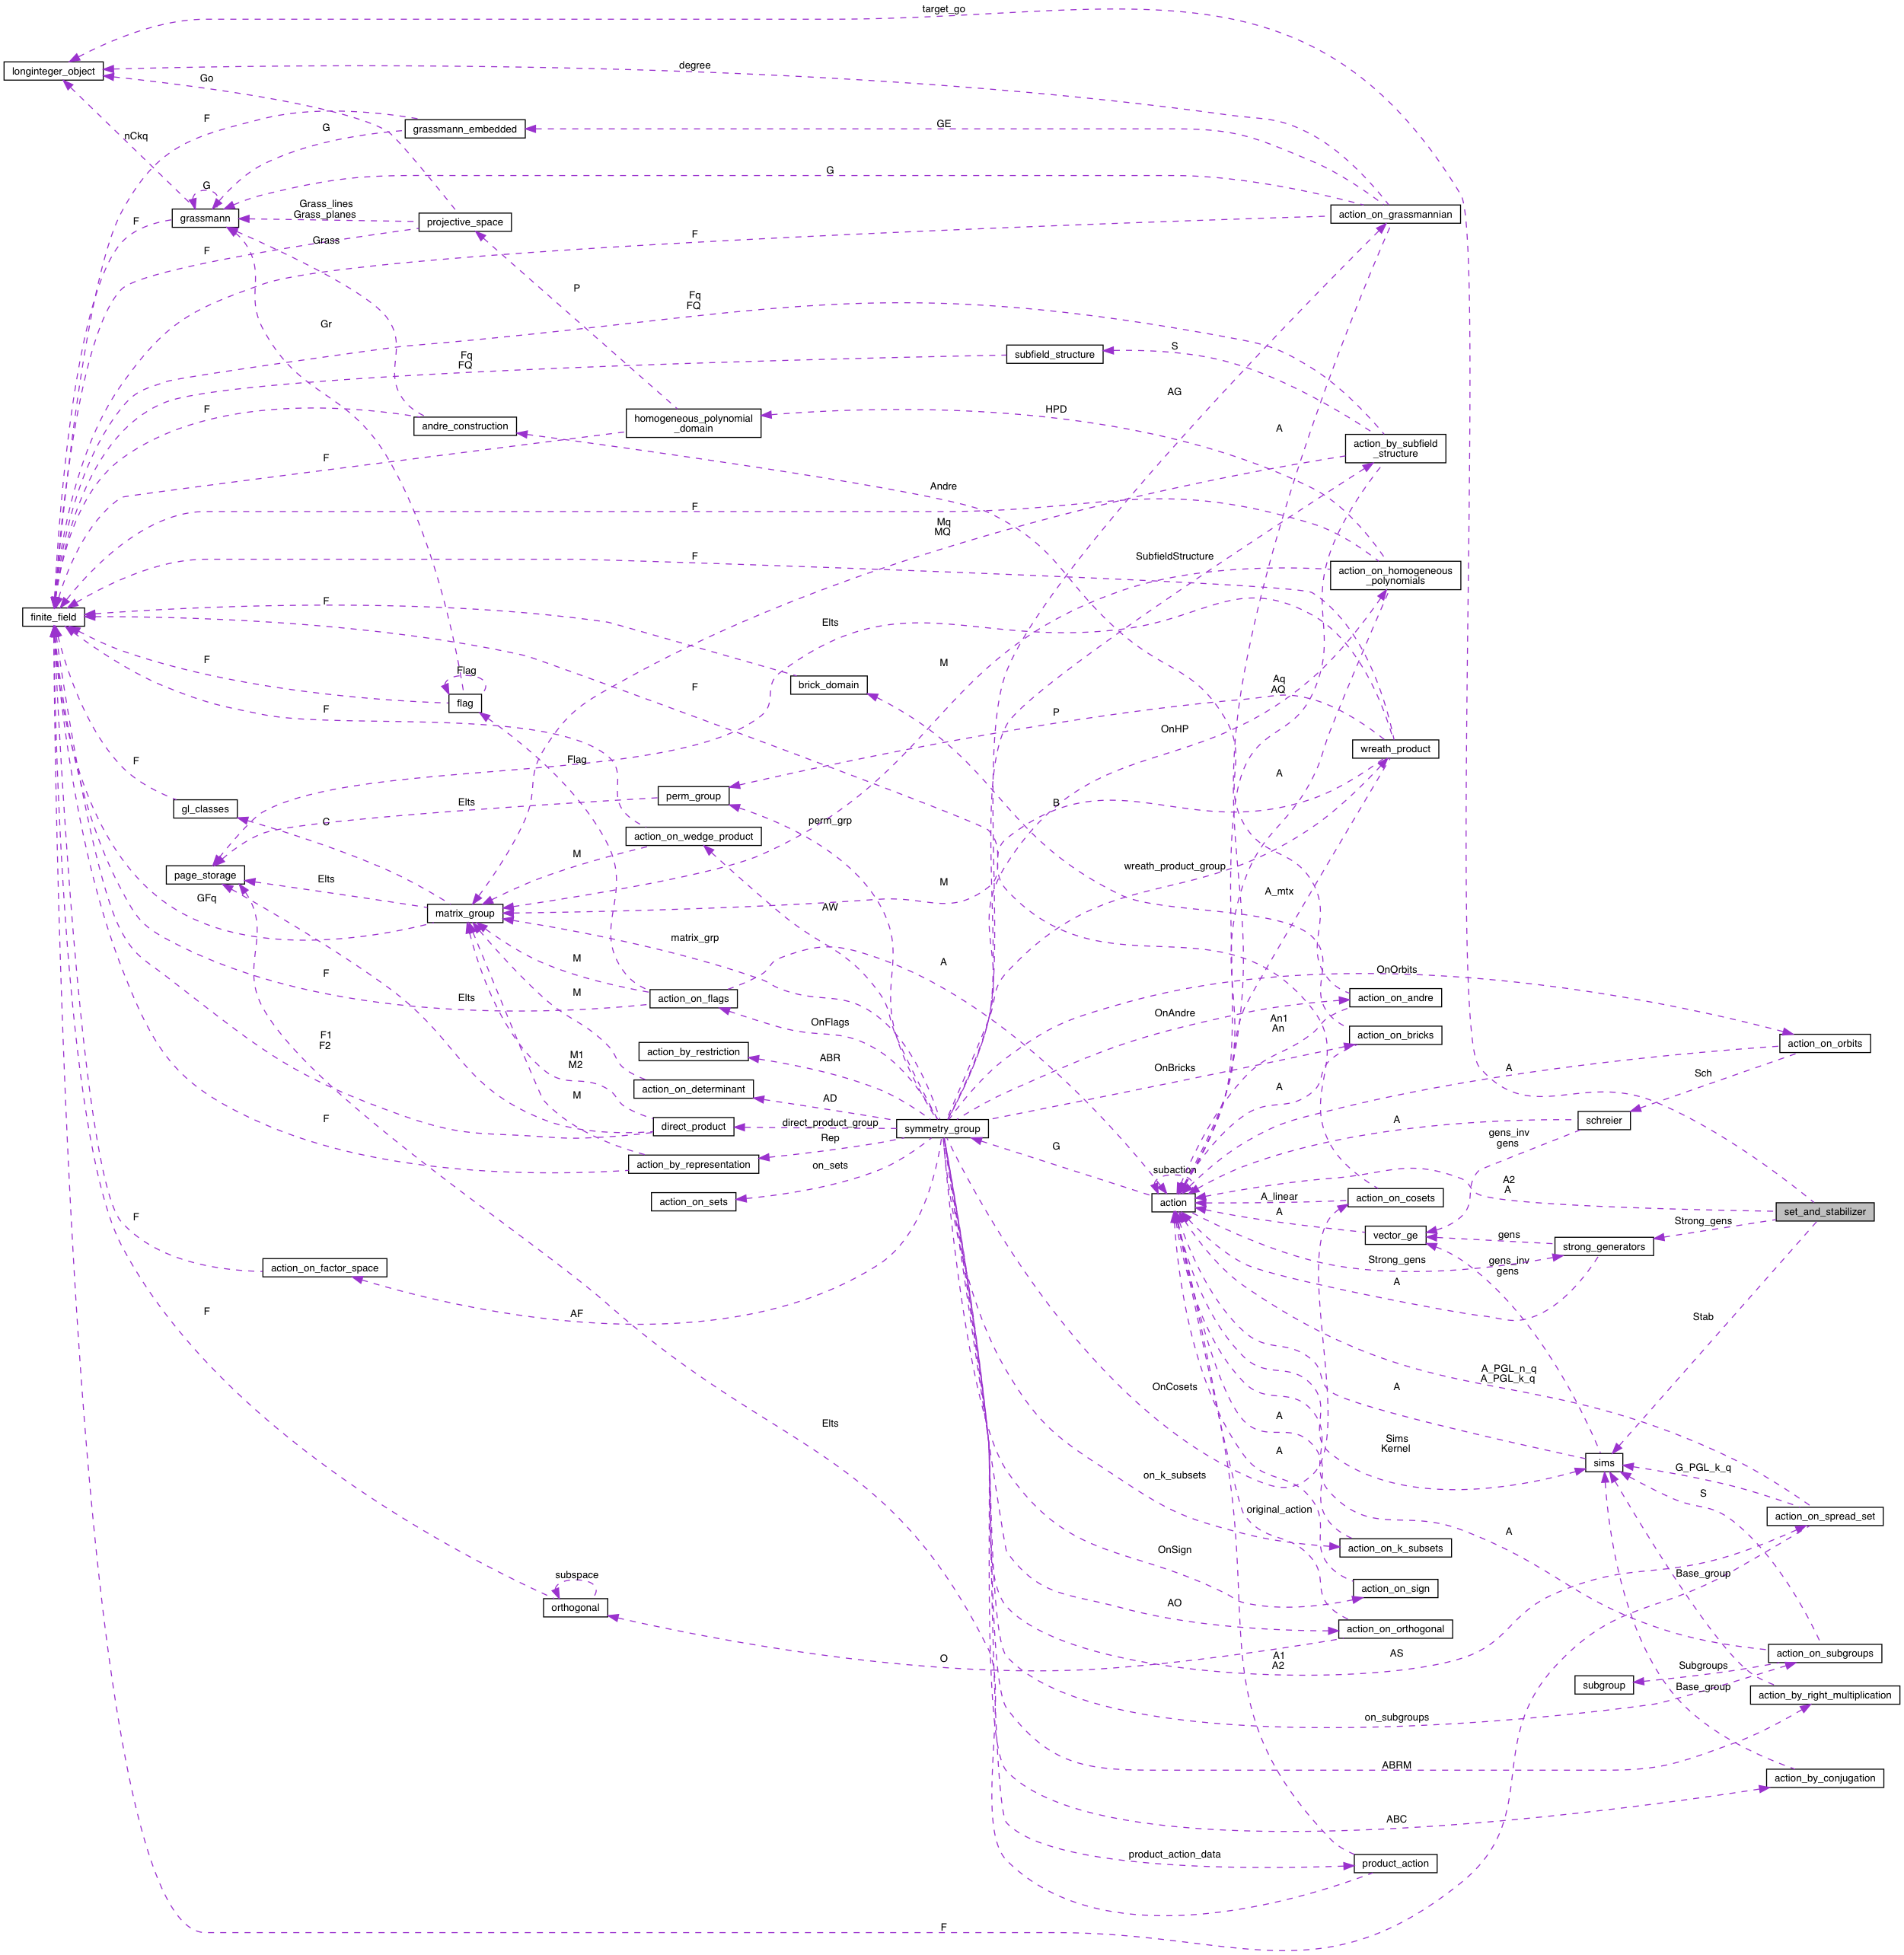 target_go
longinteger_object
degree
Go
nCkq
F
grassmann_embedded
G
GE
G
G
grassmann
Grass_lines
Grass_planes
projective_space
action_on_grassmannian
F
Grass
F
F
P
Fq
FQ
Gr
subfield_structure
S
Fq
FQ
AG
HPD
F
andre_construction
homogeneous_polynomial
_domain
A
action_by_subfield
_structure
F
Andre
F
Mq
MQ
SubfieldStructure
F
action_on_homogeneous
_polynomials
F
finite_field
Elts
F
M
Flag
flag
brick_domain
F
Aq
AQ
F
P
OnHP
wreath_product
F
Flag
A
perm_group
Elts
B
gl_classes
C
perm_grp
action_on_wedge_product
M
wreath_product_group
page_storage
Elts
M
A_mtx
GFq
matrix_group
AW
matrix_grp
M
A
OnOrbits
F
M
Elts
action_on_flags
action_on_andre
OnAndre
An1
An
OnFlags
F1
F2
action_by_restriction
ABR
action_on_bricks
action_on_orbits
M1
M2
OnBricks
A
Sch
action_on_determinant
AD
M
F
direct_product
direct_product_group
symmetry_group
A
schreier
Rep
G
gens_inv
gens
action_by_representation
on_sets
subaction
A2
A
action_on_sets
action
A_linear
A
action_on_cosets
set_and_stabilizer
Strong_gens
F
vector_ge
gens
strong_generators
action_on_factor_space
Strong_gens
gens_inv
gens
A
F
AF
Stab
OnCosets
A_PGL_n_q
A_PGL_k_q
A
Elts
A
A
Sims
Kernel
sims
on_k_subsets
G_PGL_k_q
S
original_action
action_on_spread_set
A
action_on_k_subsets
OnSign
subspace
Base_group
action_on_sign
orthogonal
AO
action_on_orthogonal
O
A1
A2
AS
action_on_subgroups
Subgroups
subgroup
Base_group
action_by_right_multiplication
on_subgroups
ABRM
action_by_conjugation
ABC
product_action_data
product_action
F